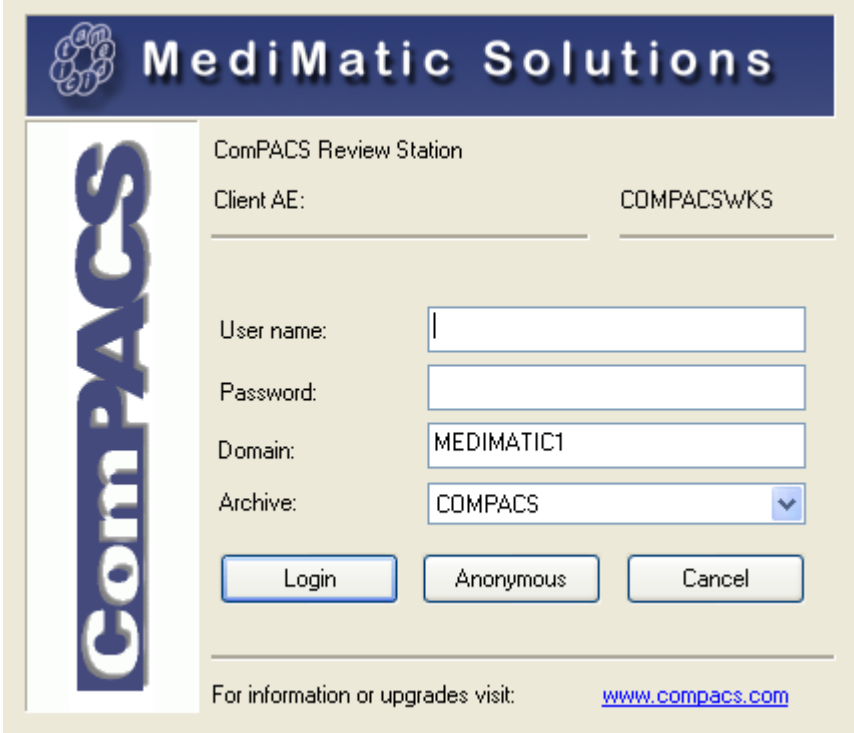 MediMatic Solutions
ComPACS
ComPACS Review Station
Client AE: COMPACSWKS
User name:
Password:
Domain: MEDIMATIC1
Archive: COMPACS
Login Anonymous Cancel
For information or upgrades visit: www.compacs.com